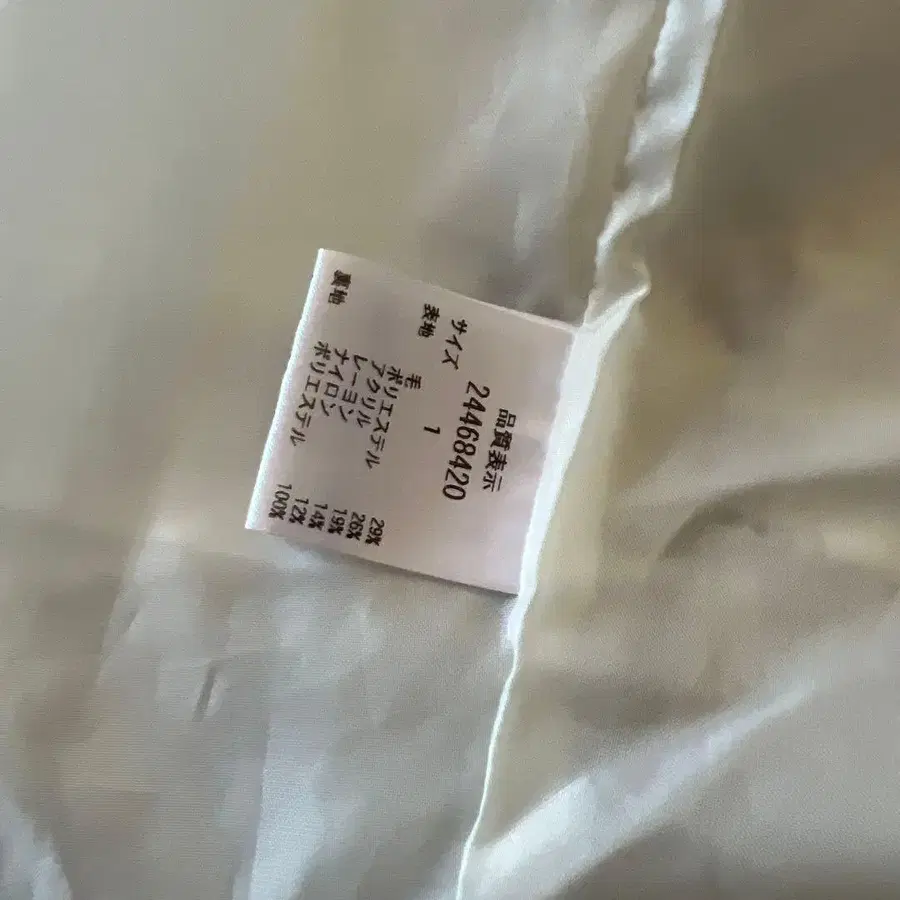 品質表示
24468420
サイズ 1
表地 毛 29%
ポリエステル 26%
アクリル 19%
レーヨン 14%
ナイロン 12%
裏地 ポリエステル 100%